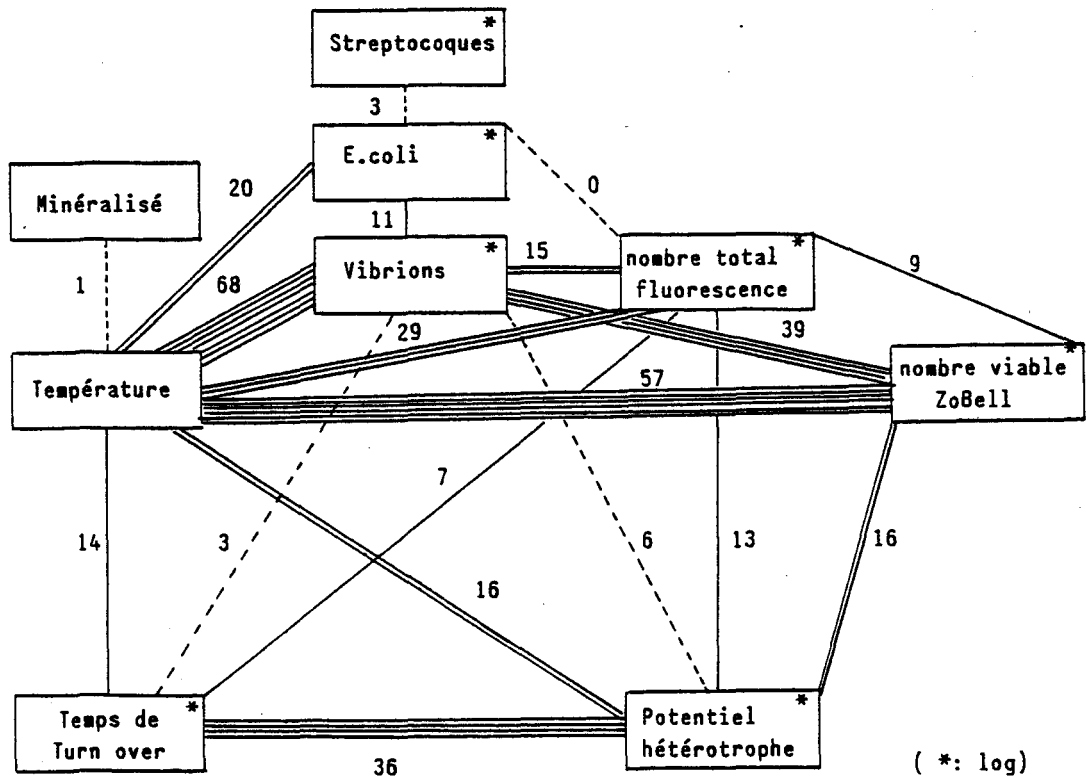 *
Streptocoques
3
*
E.coli
0
20
Minéralisé
11
*
Vibrions
15
*
nombre total
fluorescence
9
1
68
29
39
*
nombre viable
ZoBell
Température
57
7
14
3
6
13
16
16
*
Temps de
Turn over
*
Potentiel
hétérotrophe
36
( *: log)